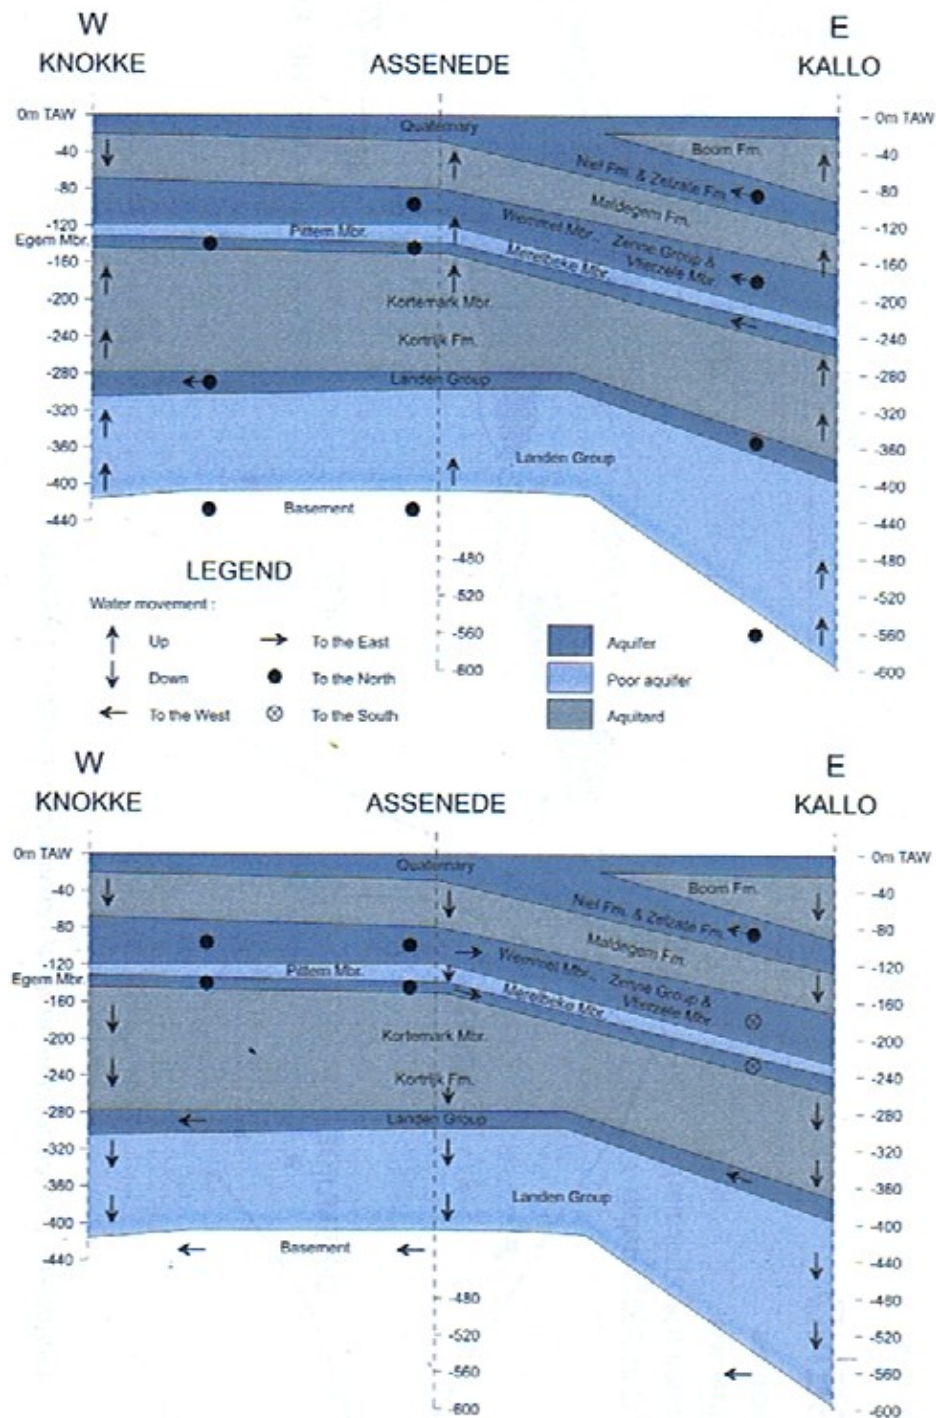 W
E
KNOKKE
ASSENEDE
KALLO
0m TAW
-40
-80
-120
-160
-200
-240
-280
-320
-360
-400
-440
Egem Mbr.
Quaternary
Boom Fm.
Niel Fm. & Zelzate Fm.
Maldegem Fm.
Wemmel Mbr., Zenne Group &
Vlierzele Mbr.
Pittem Mbr.
Merelbeke Mbr.
Kortemark Mbr.
Kortrijk Fm.
Landen Group
Landen Group
Basement
-480
-520
-560
-600
0m TAW
-40
-80
-120
-160
-200
-240
-280
-320
-360
-400
-440
-480
-520
-560
-600
LEGEND
Water movement :
Up
Down
To the West
To the East
To the North
To the South
Aquifer
Poor aquifer
Aquitard
W
E
KNOKKE
ASSENEDE
KALLO
0m TAW
-40
-80
-120
-160
-200
-240
-280
-320
-360
-400
-440
Egem Mbr.
Quaternary
Boom Fm.
Niel Fm. & Zelzate Fm.
Maldegem Fm.
Wemmel Mbr., Zenne Group &
Vlierzele Mbr.
Pittem Mbr.
Merelbeke Mbr.
Kortemark Mbr.
Kortrijk Fm.
Landen Group
Landen Group
Basement
-480
-520
-560
-600
0m TAW
-40
-80
-120
-160
-200
-240
-280
-320
-360
-400
-440
-480
-520
-560
-600